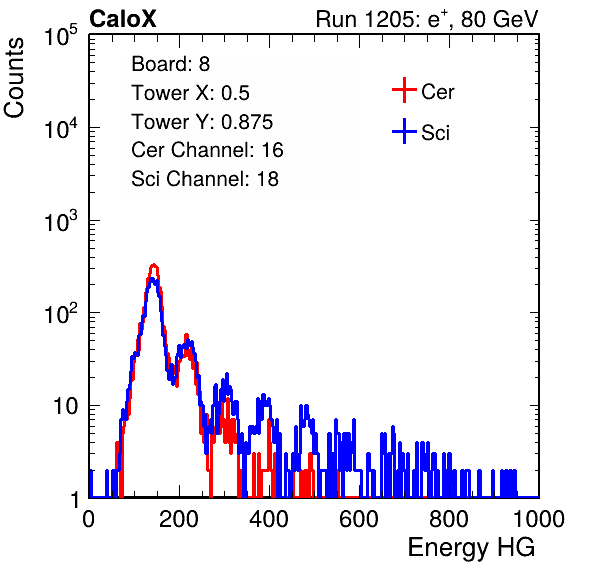 CaloX Run 1205: e⁺, 80 GeV
Counts
Board: 8
Tower X: 0.5
Tower Y: 0.875
Cer Channel: 16
Sci Channel: 18
Cer
Sci
10⁵
10⁴
10³
10²
10
1
0 200 400 600 800 1000
Energy HG